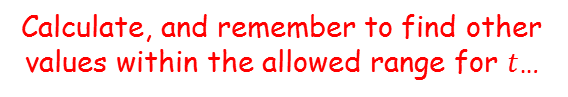 Calculate, and remember to find other
values within the allowed range for t...